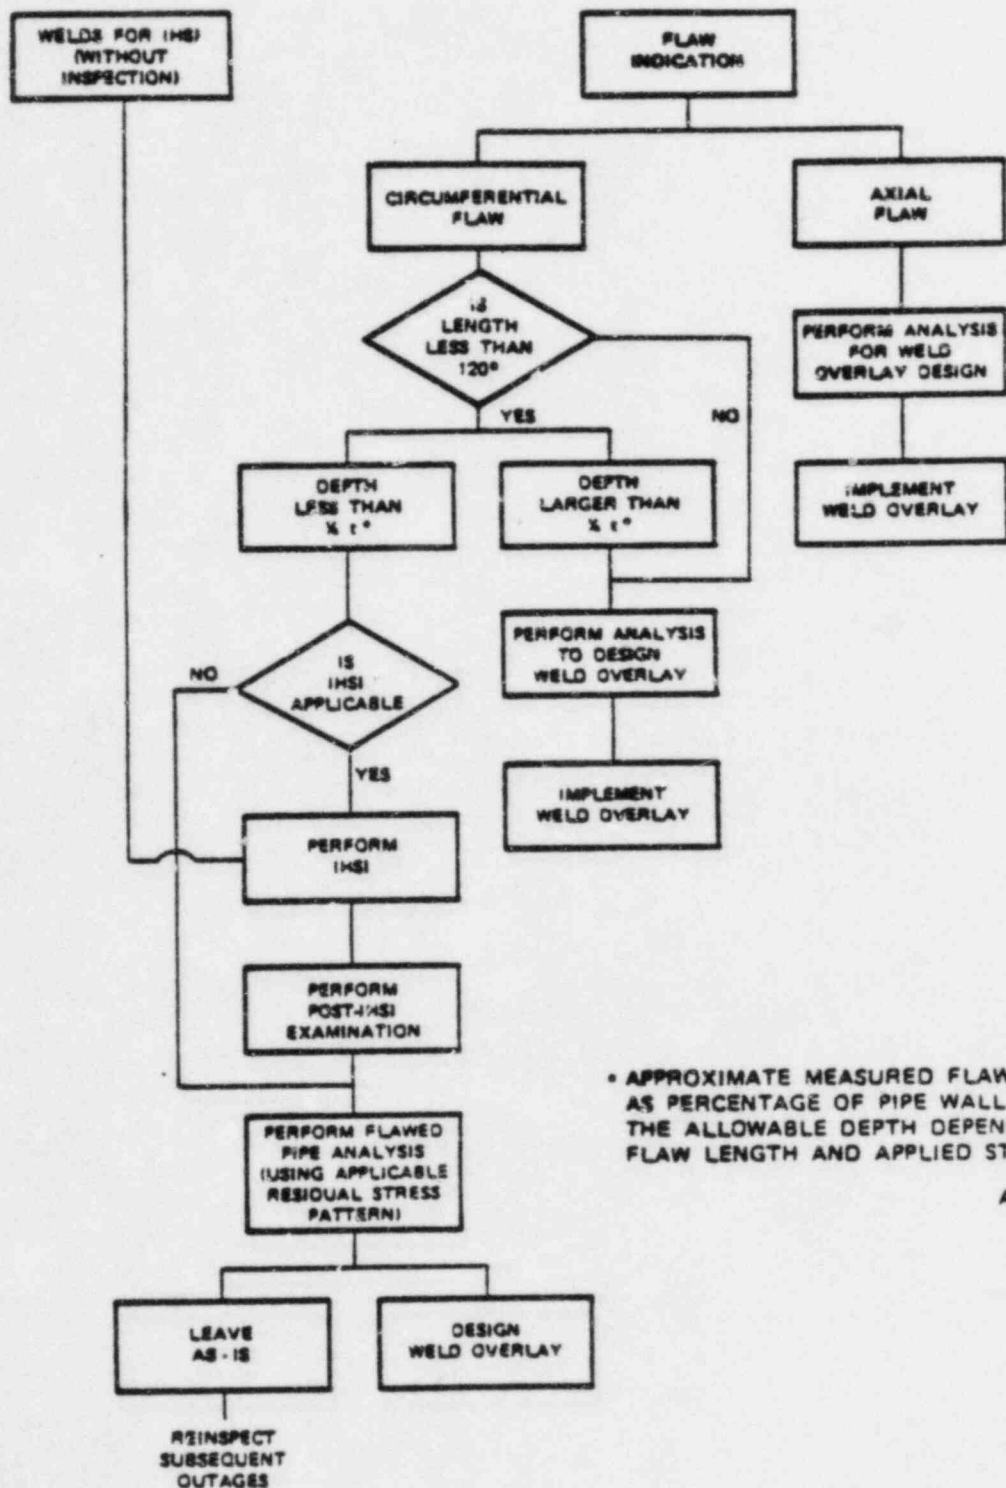 WELDS FOR IHSI
(WITHOUT
INSPECTION)
FLAW
INDICATION
CIRCUMFERENTIAL
FLAW
AXIAL
FLAW
IS
LENGTH
LESS THAN
120°
YES
NO
PERFORM ANALYSIS
FOR WELD
OVERLAY DESIGN
IMPLEMENT
WELD OVERLAY
DEPTH
LESS THAN
t*
DEPTH
LARGER THAN
t*
IS
IHSI
APPLICABLE
NO
YES
PERFORM ANALYSIS
TO DESIGN
WELD OVERLAY
IMPLEMENT
WELD OVERLAY
PERFORM
IHSI
PERFORM
POST-IHSI
EXAMINATION
PERFORM FLAWED
PIPE ANALYSIS
(USING APPLICABLE
RESIDUAL STRESS
PATTERN)
LEAVE
AS-IS
DESIGN
WELD OVERLAY
REINSPECT
SUBSEQUENT
OUTAGES
* APPROXIMATE MEASURED FLAW
AS PERCENTAGE OF PIPE WALL
THE ALLOWABLE DEPTH DEPEN
FLAW LENGTH AND APPLIED ST